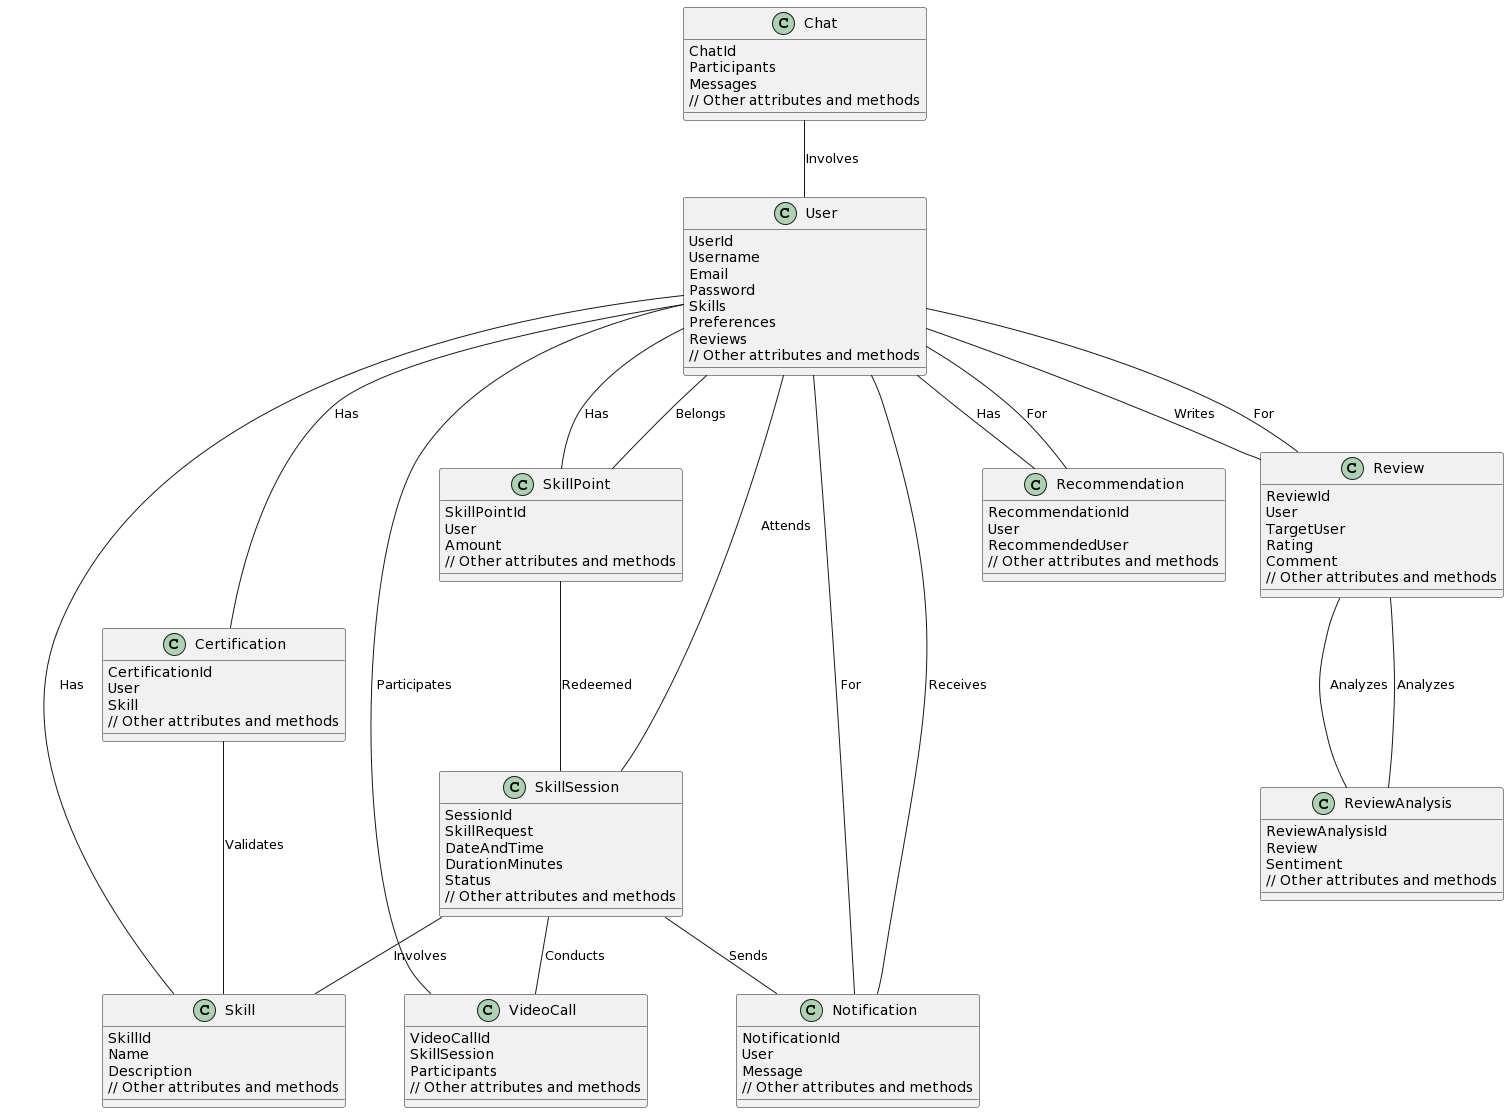 C Chat
ChatId
Participants
Messages
// Other attributes and methods
Involves
C User
UserId
Username
Email
Password
Skills
Preferences
Reviews
// Other attributes and methods
Has
Has
Belongs
Has
For
Writes
For
C SkillPoint
SkillPointId
User
Amount
// Other attributes and methods
Attends
C Recommendation
RecommendationId
User
RecommendedUser
// Other attributes and methods
C Review
ReviewId
User
TargetUser
Rating
Comment
// Other attributes and methods
C Certification
CertificationId
User
Skill
// Other attributes and methods
Has
Participates
Redeemed
For
Receives
Analyzes
Analyzes
C SkillSession
SessionId
SkillRequest
DateAndTime
DurationMinutes
Status
// Other attributes and methods
C ReviewAnalysis
ReviewAnalysisId
Review
Sentiment
// Other attributes and methods
Validates
Involves
Conducts
Sends
C Skill
SkillId
Name
Description
// Other attributes and methods
C VideoCall
VideoCallId
SkillSession
Participants
// Other attributes and methods
C Notification
NotificationId
User
Message
// Other attributes and methods